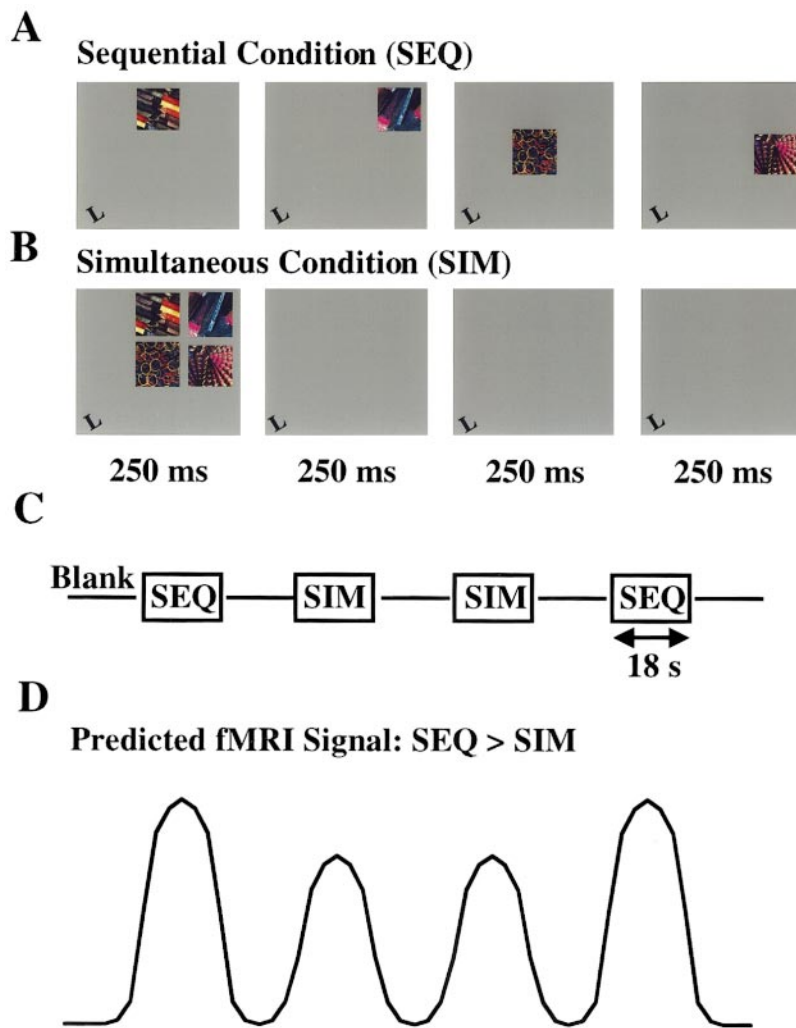 A
Sequential Condition (SEQ)
L L L L
B
Simultaneous Condition (SIM)
L L L L
250 ms 250 ms 250 ms 250 ms
C
Blank SEQ SIM SIM SEQ
18 s
D
Predicted fMRI Signal: SEQ > SIM